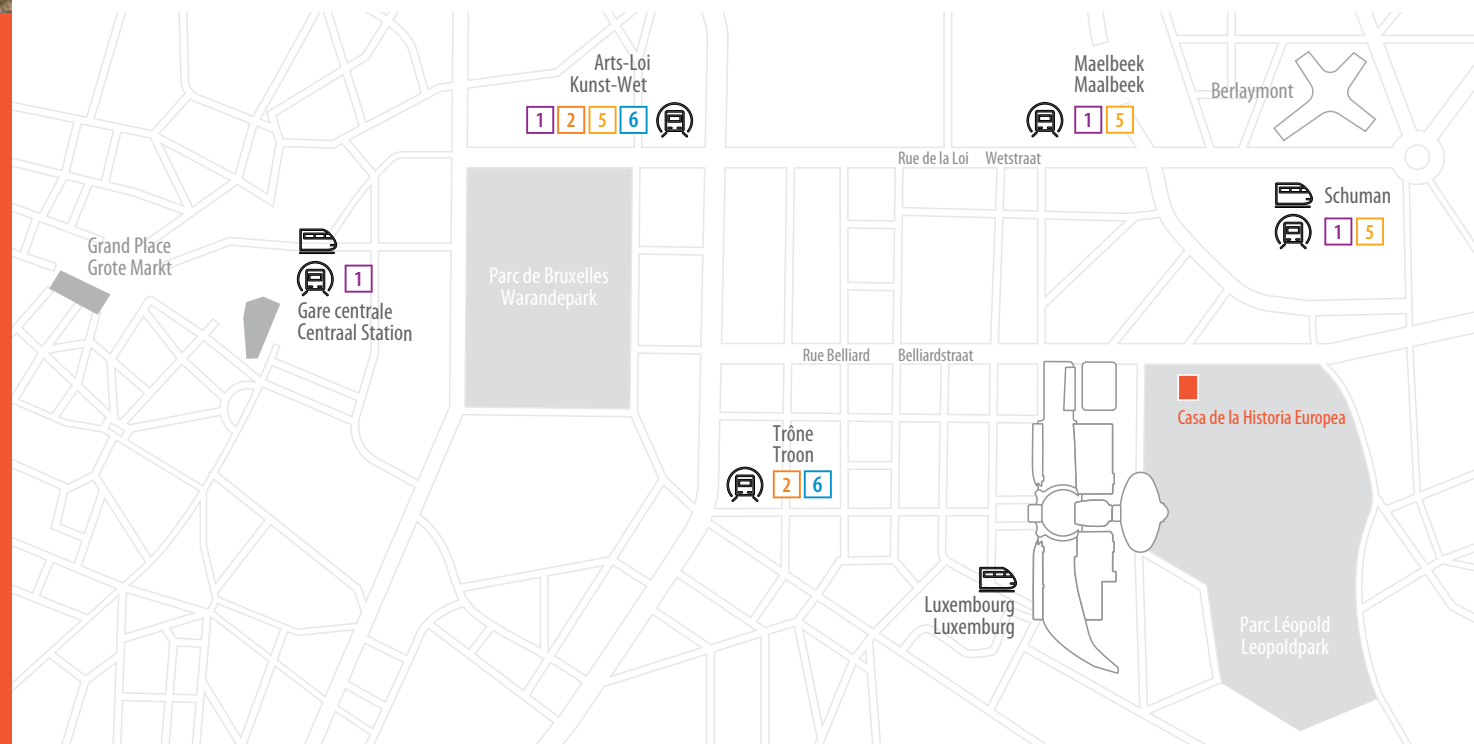 Arts-Loi
Kunst-Wet
1 2 5 6
Maelbeek
Maalbeek
1 5
Berlaymont
Rue de la Loi Wetstraat
Schuman
1 5
Grand Place
Grote Markt
1
Gare centrale
Centraal Station
Parc de Bruxelles
Warandepark
Rue Belliard Belliardstraat
Casa de la Historia Europea
Trône
Troon
2 6
Luxembourg
Luxemburg
Parc Léopold
Leopoldpark